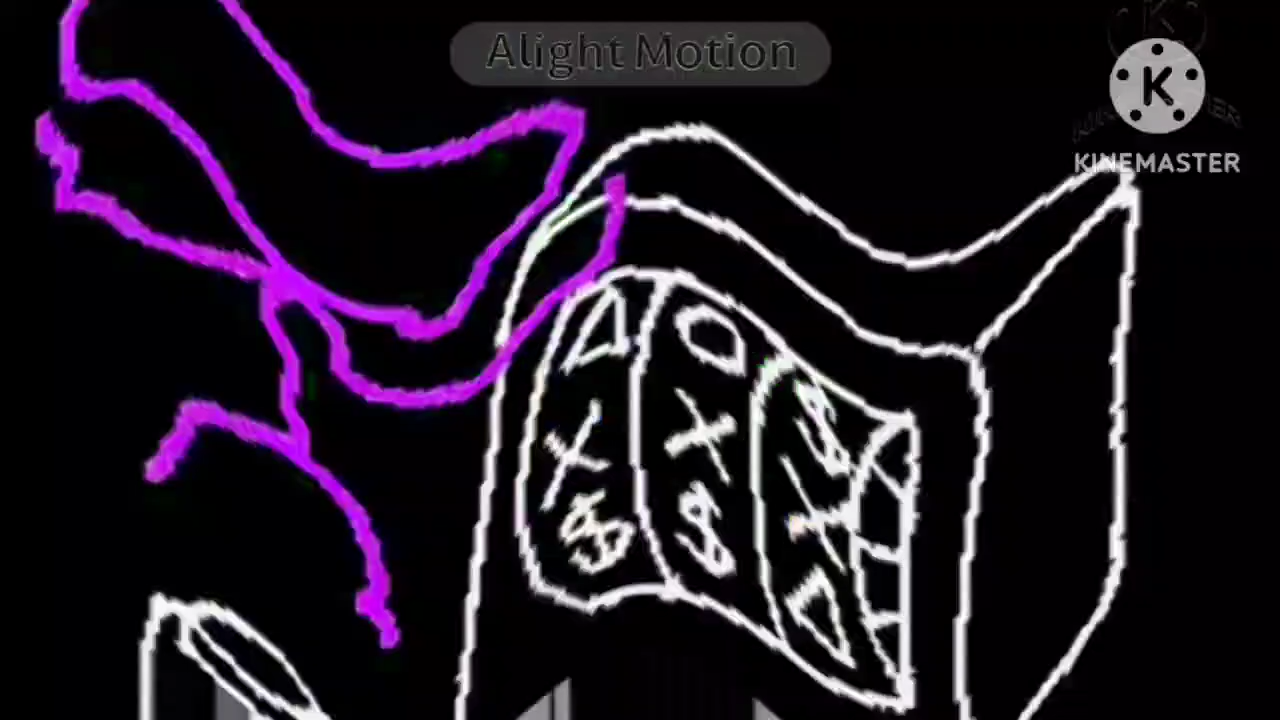 Alight Motion
K
KINEMASTER
X X $
$ $ X